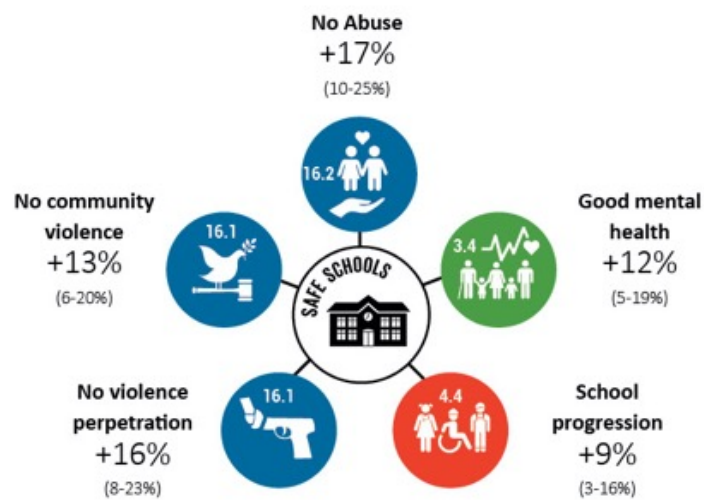 No Abuse
+17%
(10-25%)
16.2
No community
violence
+13%
(6-20%)
16.1
Good mental
health
+12%
(5-19%)
3.4
SAFE SCHOOLS
No violence
perpetration
+16%
(8-23%)
16.1
4.4
School
progression
+9%
(3-16%)